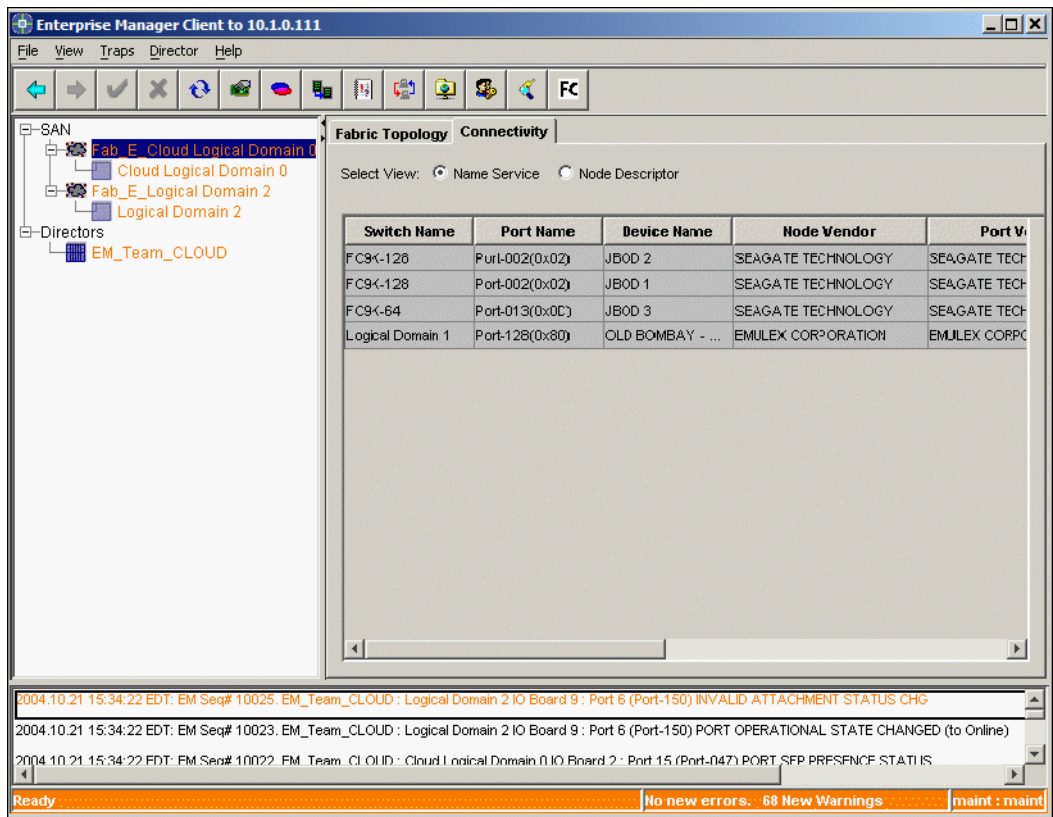 Enterprise Manager Client to 10.1.0.111
File View Traps Director Help
FC
SAN
Fab_E_Cloud Logical Domain 0
Cloud Logical Domain 0
Fab_E_Logical Domain 2
Logical Domain 2
Directors
EM_Team_CLOUD
Fabric Topology Connectivity
Select View: Name Service Node Descriptor
Switch Name Port Name Device Name Node Vendor Port V
FC9K-128 Port-002(0x02) JBOD 2 SEAGATE TECHNOLOGY SEAGATE TECH
FC9K-128 Port-002(0x02) JBOD 1 SEAGATE TECHNOLOGY SEAGATE TECH
FC9K-64 Port-013(0x0D) JBOD 3 SEAGATE TECHNOLOGY SEAGATE TECH
Logical Domain 1 Port-128(0x80) OLD BOMBAY - ... EMULEX CORPORATION EMULEX CORPO
2004.10.21 15:34:22 EDT: EM Seq# 10025. EM_Team_CLOUD : Logical Domain 2 IO Board 9 : Port 6 (Port-150) INVALID ATTACHMENT STATUS CHG
2004.10.21 15:34:22 EDT: EM Seq# 10023. EM_Team_CLOUD : Logical Domain 2 IO Board 9 : Port 6 (Port-150) PORT OPERATIONAL STATE CHANGED (to Online)
2004.10.21 15:34:22 EDT: EM Seq# 10022. EM_Team_CLOUD : Cloud Logical Domain 0 IO Board 2 : Port 15 (Port-047) PORT SFP PRESENCE STATUS
Ready No new errors. 68 New Warnings maint : maint